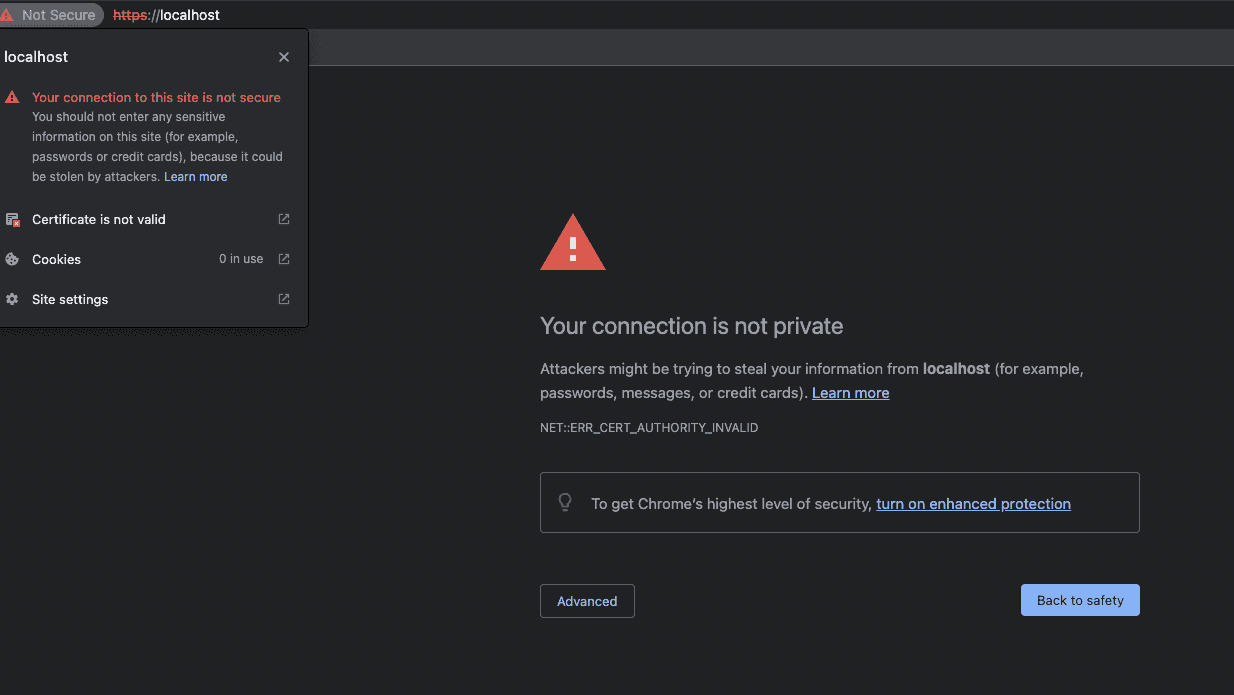 Not Secure https://localhost
localhost
Your connection to this site is not secure
You should not enter any sensitive
information on this site (for example,
passwords or credit cards), because it could
be stolen by attackers. Learn more
Certificate is not valid
Cookies 0 in use
Site settings
Your connection is not private
Attackers might be trying to steal your information from localhost (for example,
passwords, messages, or credit cards). Learn more
NET::ERR_CERT_AUTHORITY_INVALID
To get Chrome's highest level of security, turn on enhanced protection
Advanced
Back to safety